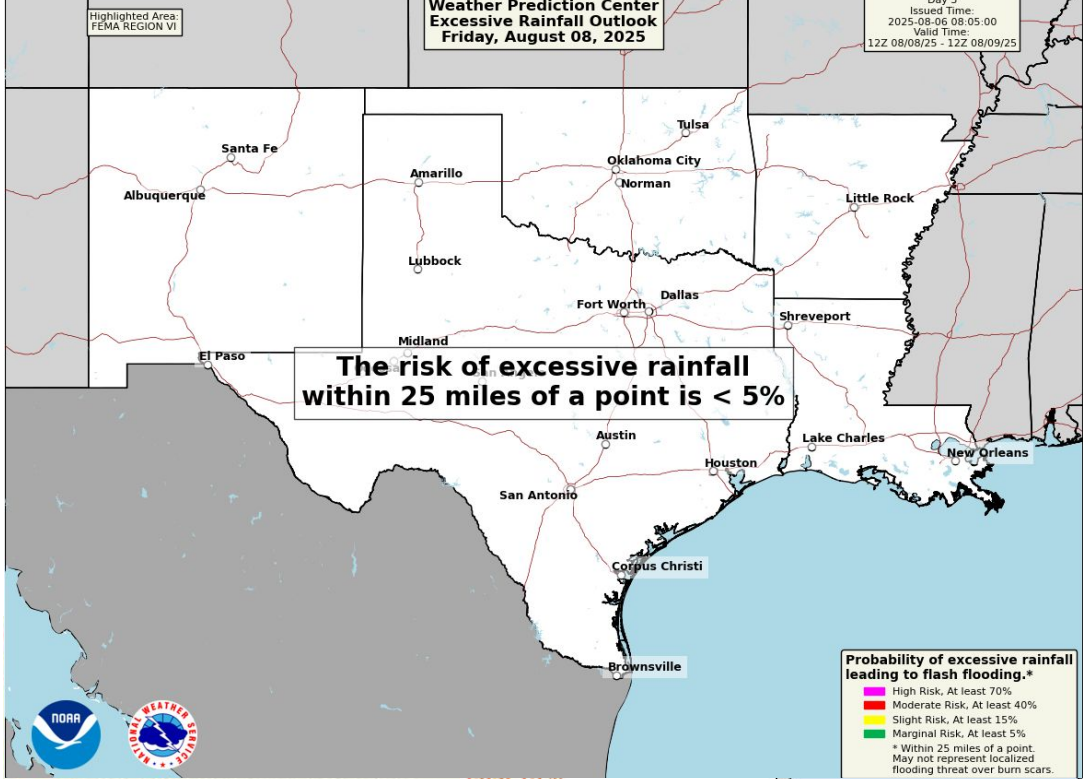 Highlighted Area:
FEMA REGION VI
Weather Prediction Center
Excessive Rainfall Outlook
Friday, August 08, 2025
Issued Time:
2025-08-06 08:05:00
Valid Time:
12Z 08/08/25 - 12Z 08/09/25
Tulsa
Santa Fe
Oklahoma City
Amarillo
Norman
Albuquerque
Little Rock
Lubbock
Dallas
Fort Worth
Shreveport
Midland
El Paso
The risk of excessive rainfall
within 25 miles of a point is < 5%
Austin
Lake Charles
New Orleans
Houston
San Antonio
Corpus Christi
Brownsville
Probability of excessive rainfall
leading to flash flooding.*
High Risk, At least 70%
Moderate Risk, At least 40%
Slight Risk, At least 15%
Marginal Risk, At least 5%
* Within 25 miles of a point.
May not represent localized
flooding threat over burn scars.
NOAA
NATIONAL WEATHER SERVICE